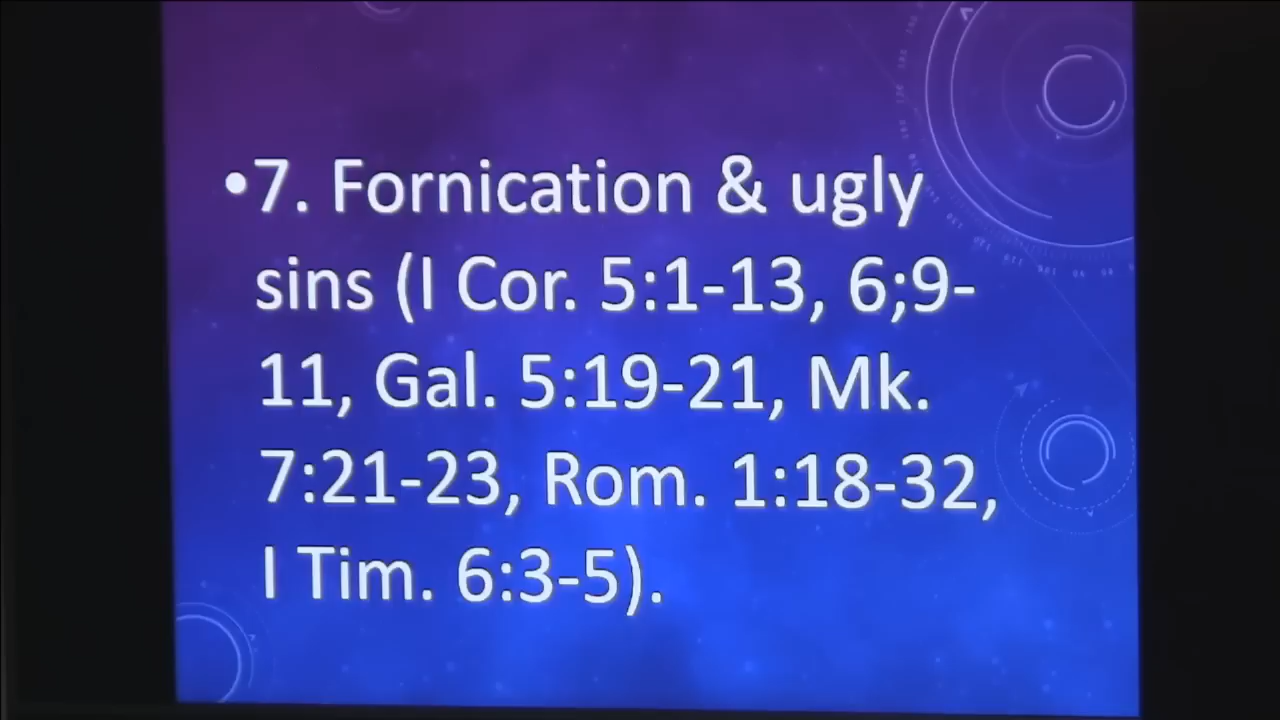 •7. Fornication & ugly
sins (I Cor. 5:1-13, 6;9-
11, Gal. 5:19-21, Mk.
7:21-23, Rom. 1:18-32,
I Tim. 6:3-5).